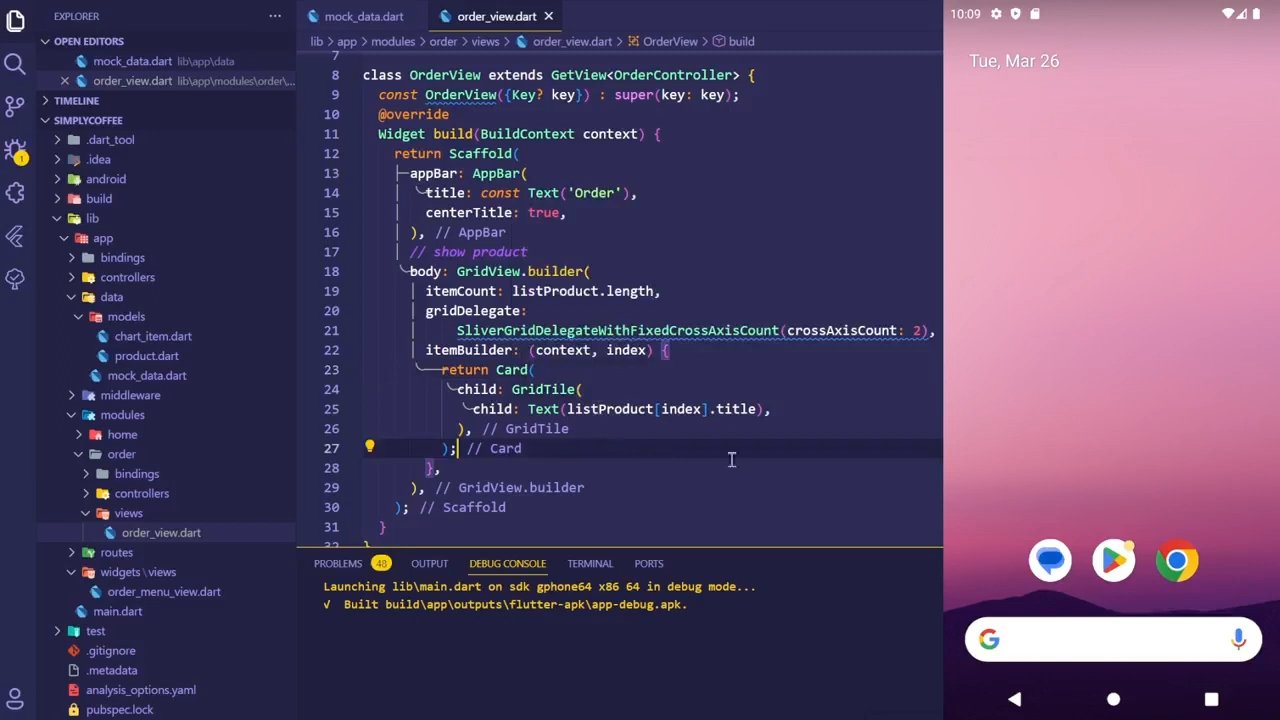 EXPLORER
OPEN EDITORS
mock_data.dart lib\app\data
order_view.dart lib\app\modules\order\...
TIMELINE
SIMPLYCOFFEE
.dart_tool
.idea
android
build
lib
app
bindings
controllers
data
models
chart_item.dart
product.dart
mock_data.dart
middleware
modules
home
order
bindings
controllers
views
order_view.dart
routes
widgets\views
order_menu_view.dart
main.dart
test
.gitignore
.metadata
analysis_options.yaml
pubspec.lock
1
mock_data.dart order_view.dart
lib > app > modules > order > views > order_view.dart > OrderView > build
7
8 class OrderView extends GetView<OrderController> {
9 const OrderView({Key? key}) : super(key: key);
10 @override
11 Widget build(BuildContext context) {
12 return Scaffold(
13 appBar: AppBar(
14 title: const Text('Order'),
15 centerTitle: true,
16 ), // AppBar
17 // show product
18 body: GridView.builder(
19 itemCount: listProduct.length,
20 gridDelegate:
21 SliverGridDelegateWithFixedCrossAxisCount(crossAxisCount: 2),
22 itemBuilder: (context, index) {
23 return Card(
24 child: GridTile(
25 child: Text(listProduct[index].title),
26 ), // GridTile
27 ); // Card
28 },
29 ), // GridView.builder
30 ); // Scaffold
31 }
32 }
PROBLEMS 48 OUTPUT DEBUG CONSOLE TERMINAL PORTS
Launching lib\main.dart on sdk gphone64 x86 64 in debug mode...
√ Built build\app\outputs\flutter-apk\app-debug.apk.
10:09
Tue, Mar 26